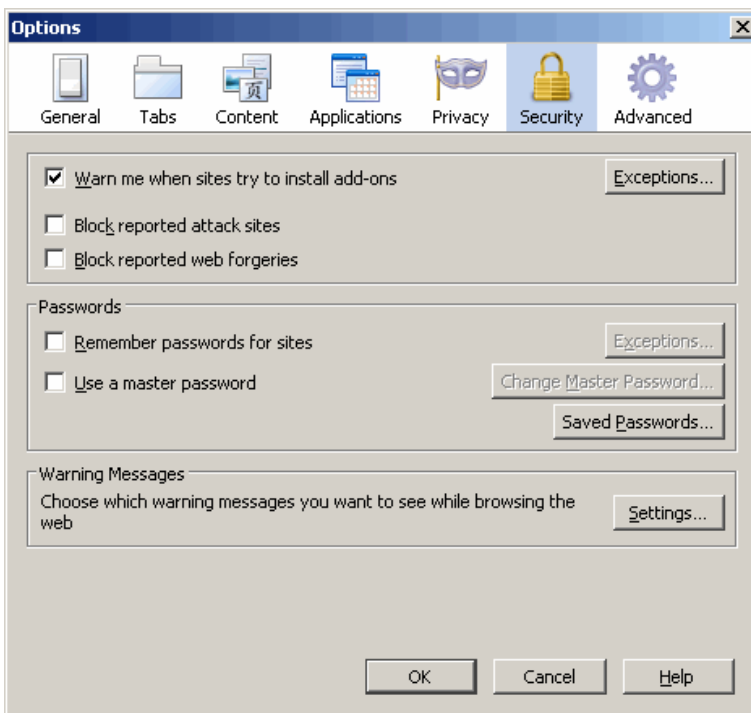 Options
General Tabs Content Applications Privacy Security Advanced
Warn me when sites try to install add-ons Exceptions...
Block reported attack sites
Block reported web forgeries
Passwords
Remember passwords for sites Exceptions...
Use a master password Change Master Password...
Saved Passwords...
Warning Messages
Choose which warning messages you want to see while browsing the
web
Settings...
OK Cancel Help